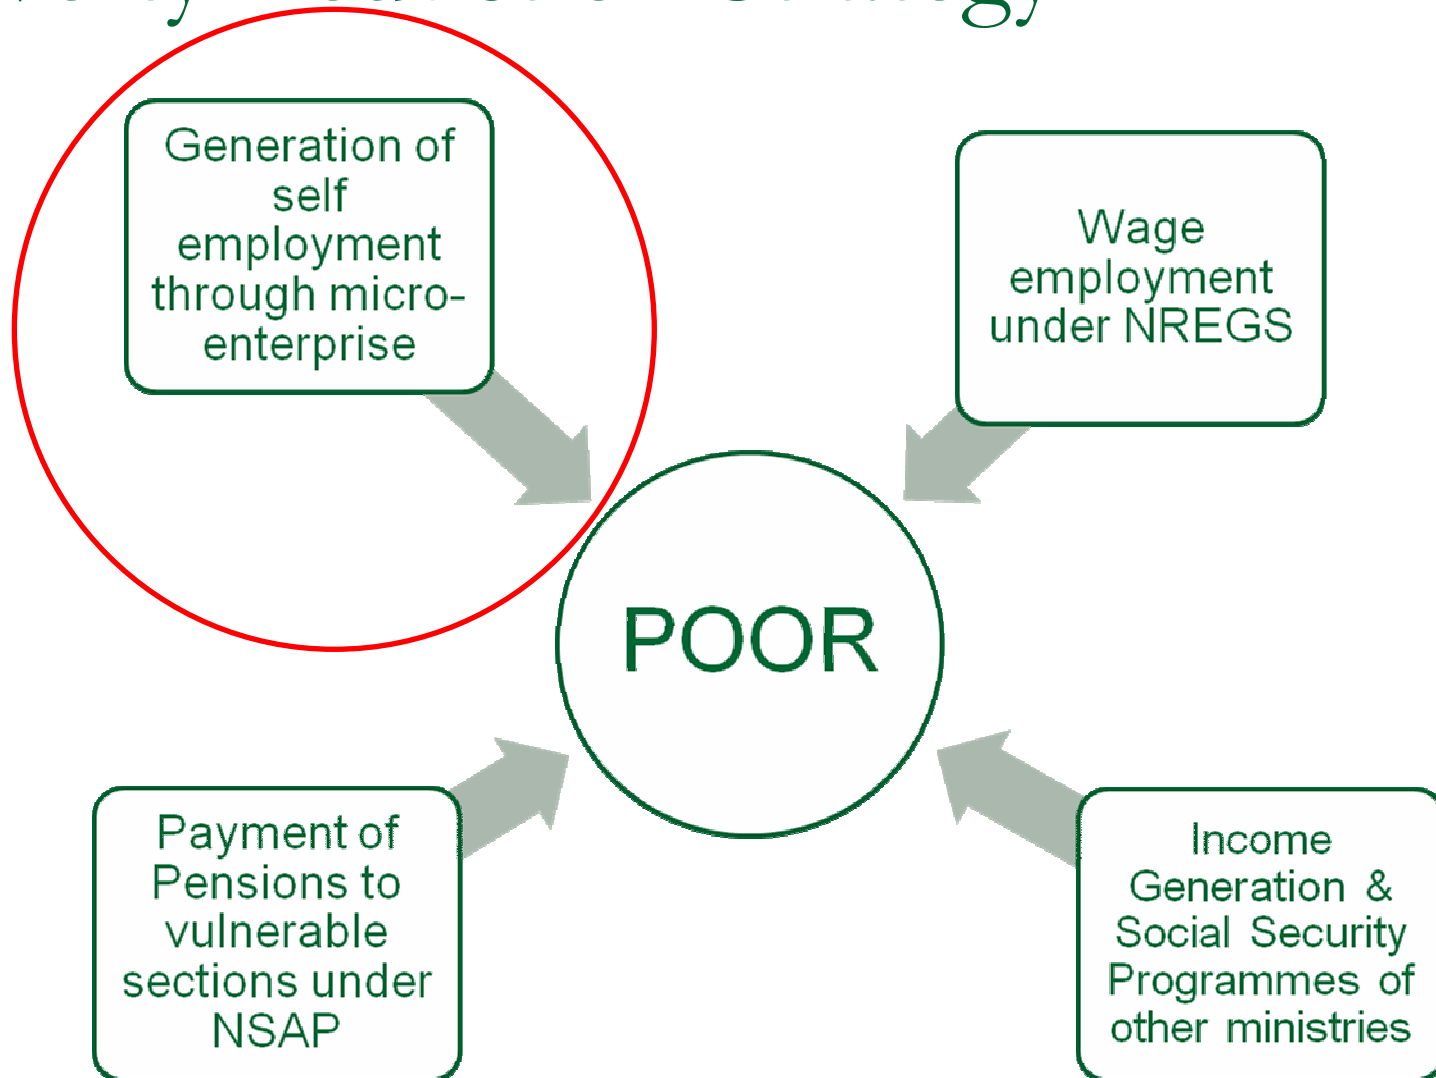 Generation of
self
employment
through micro-
enterprise
Wage
employment
under NREGS
POOR
Payment of
Pensions to
vulnerable
sections under
NSAP
Income
Generation &
Social Security
Programmes of
other ministries